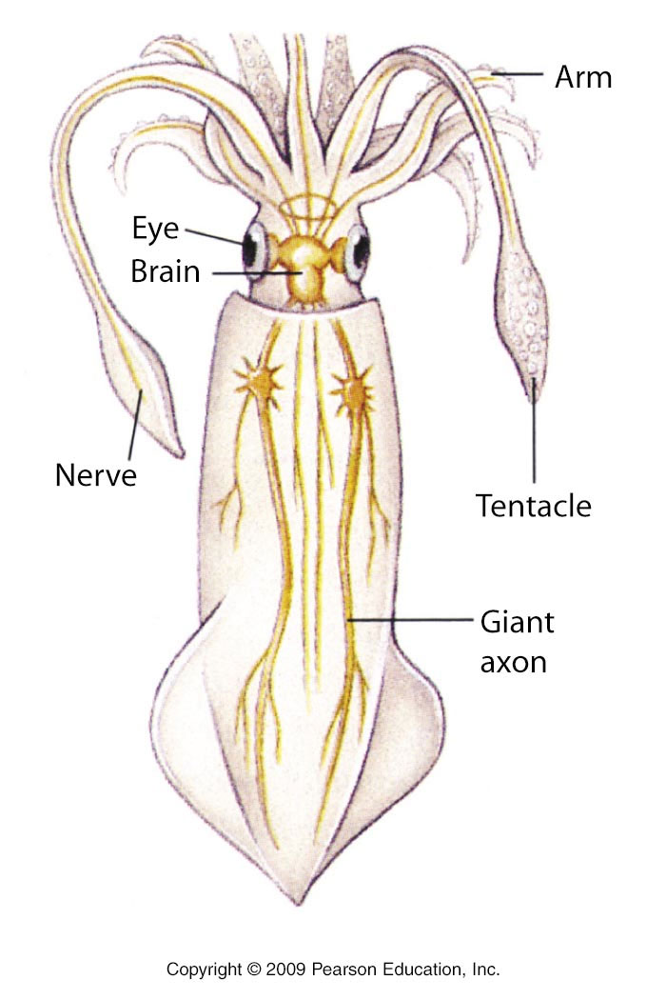 Arm
Eye
Brain
Nerve
Tentacle
Giant
axon
Copyright © 2009 Pearson Education, Inc.